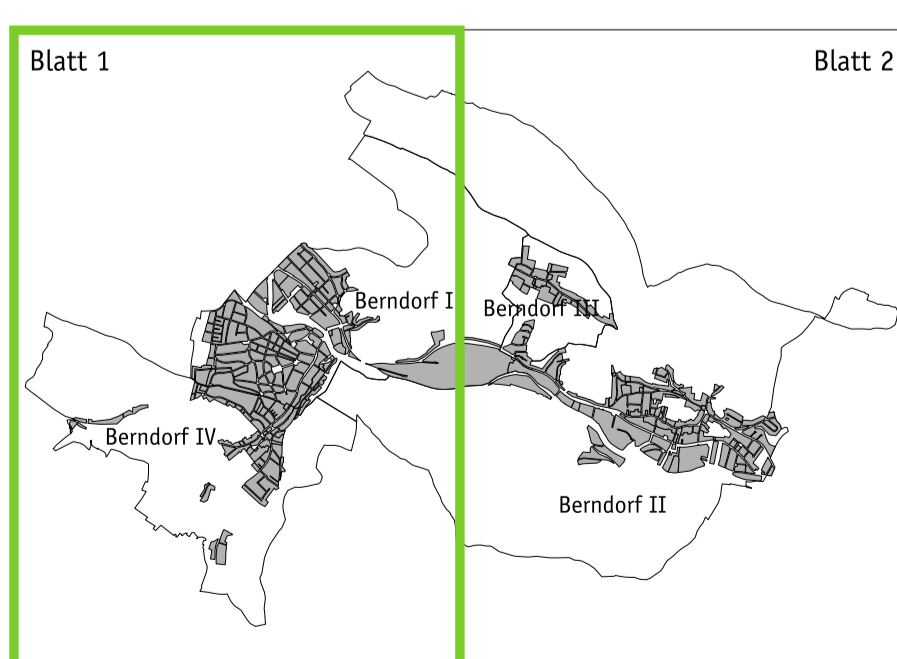 Blatt 1
Blatt 2
Berndorf I
Berndorf III
Berndorf IV
Berndorf II